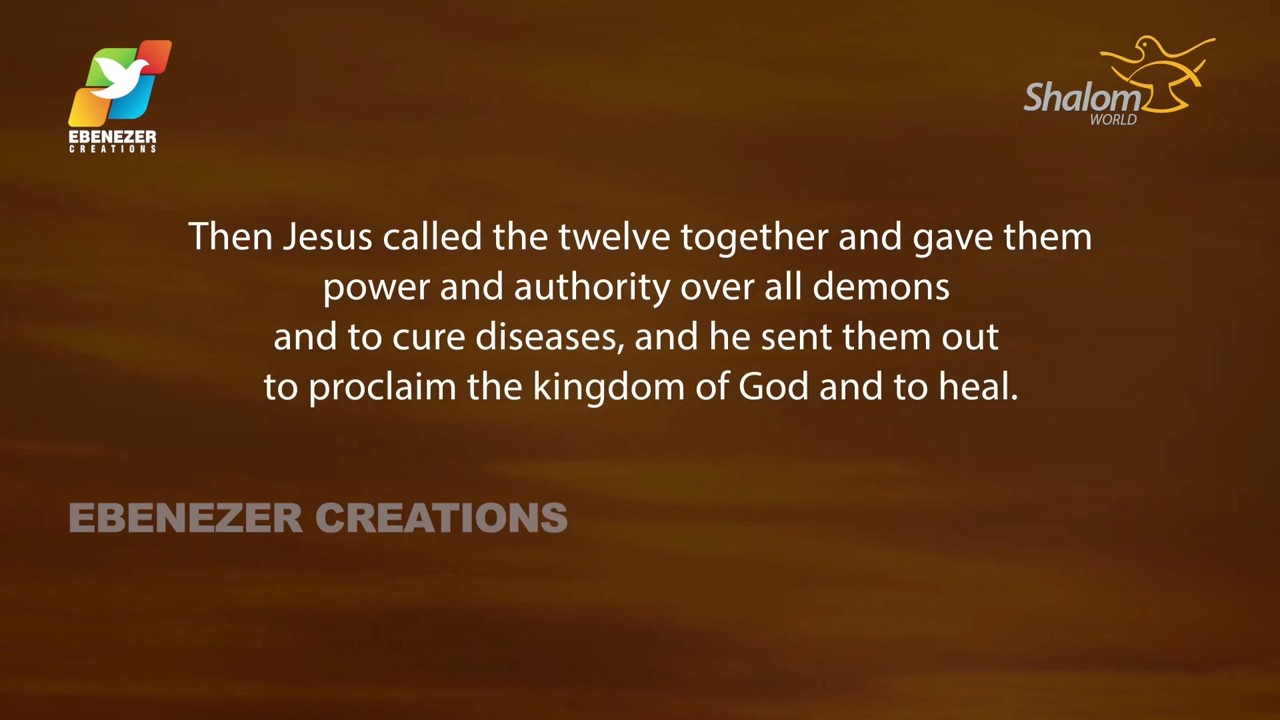 EBENEZER
CREATIONS
Shalom
WORLD
Then Jesus called the twelve together and gave them
power and authority over all demons
and to cure diseases, and he sent them out
to proclaim the kingdom of God and to heal.
EBENEZER CREATIONS